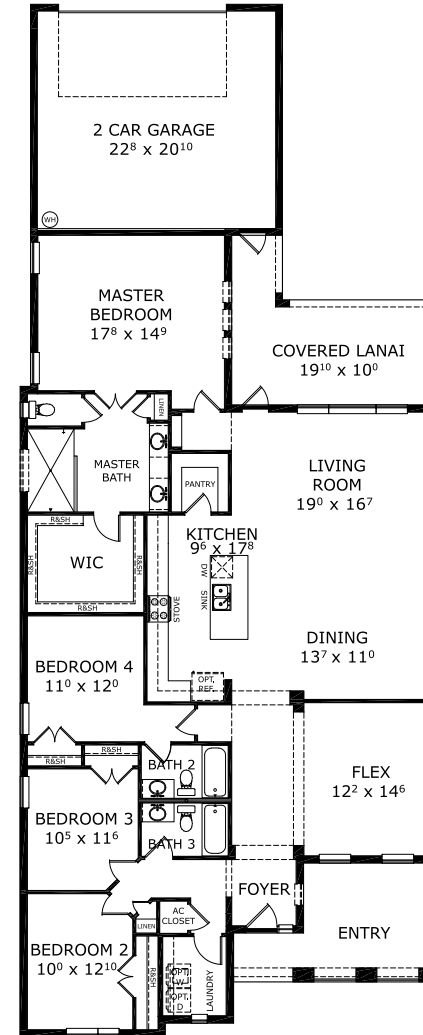 2 CAR GARAGE
22⁸ x 20¹⁰
WH
MASTER
BEDROOM
17⁸ x 14⁹
COVERED LANAI
19¹⁰ x 10⁰
LINEN
MASTER
BATH
PANTRY
LIVING
ROOM
19⁰ x 16⁷
KITCHEN
9⁶ x 17⁸
R&SH
R&SH
R&SH
R&SH
WIC
DW
SINK
STOVE
DINING
13⁷ x 11⁰
OPT.
REF.
BEDROOM 4
11⁰ x 12⁰
R&SH
R&SH
BATH 2
FLEX
12² x 14⁶
BEDROOM 3
10⁵ x 11⁶
BATH 3
FOYER
AC
CLOSET
LINEN
ENTRY
BEDROOM 2
10⁰ x 12¹⁰
R&SH
OPT.
W
OPT.
D
LAUNDRY